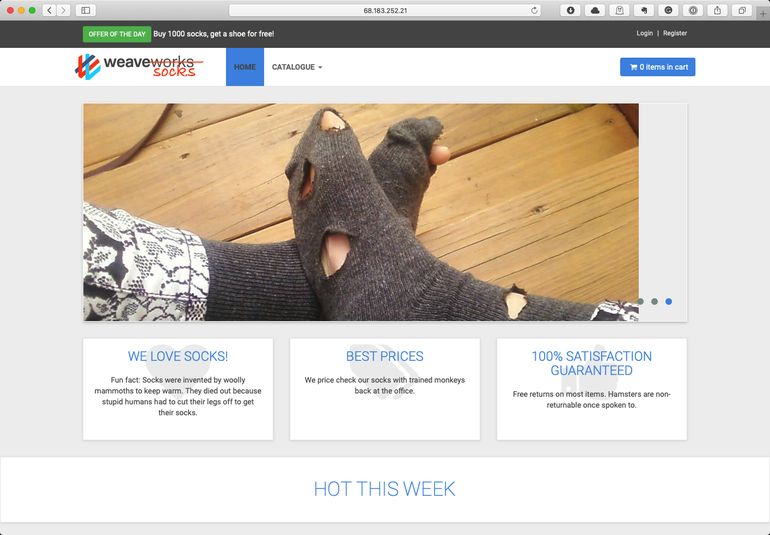 68.183.252.21
OFFER OF THE DAY Buy 1000 socks, get a shoe for free!
Login | Register
weaveworks
socks
HOME
CATALOGUE
0 items in cart
WE LOVE SOCKS!
Fun fact: Socks were invented by woolly
mammoths to keep warm. They died out because
stupid humans had to cut their legs off to get
their socks.
BEST PRICES
We price check our socks with trained monkeys
back at the office.
100% SATISFACTION
GUARANTEED
Free returns on most items. Hamsters are non-
returnable once spoken to.
HOT THIS WEEK